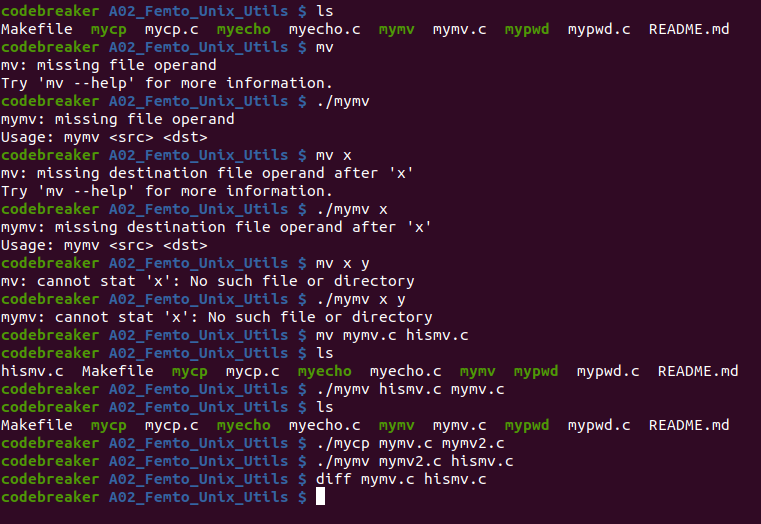 codebreaker A02_Femto_Unix_Utils $ ls
Makefile  mycp  mycp.c  myecho  myecho.c  mymv  mymv.c  mypwd  mypwd.c  README.md
codebreaker A02_Femto_Unix_Utils $ mv
mv: missing file operand
Try 'mv --help' for more information.
codebreaker A02_Femto_Unix_Utils $ ./mymv
mymv: missing file operand
Usage: mymv <src> <dst>
codebreaker A02_Femto_Unix_Utils $ mv x
mv: missing destination file operand after 'x'
Try 'mv --help' for more information.
codebreaker A02_Femto_Unix_Utils $ ./mymv x
mymv: missing destination file operand after 'x'
Usage: mymv <src> <dst>
codebreaker A02_Femto_Unix_Utils $ mv x y
mv: cannot stat 'x': No such file or directory
codebreaker A02_Femto_Unix_Utils $ ./mymv x y
mymv: cannot stat 'x': No such file or directory
codebreaker A02_Femto_Unix_Utils $ mv mymv.c hismv.c
codebreaker A02_Femto_Unix_Utils $ ls
hismv.c  Makefile  mycp  mycp.c  myecho  myecho.c  mymv  mypwd  mypwd.c  README.md
codebreaker A02_Femto_Unix_Utils $ ./mymv hismv.c mymv.c
codebreaker A02_Femto_Unix_Utils $ ls
Makefile  mycp  mycp.c  myecho  myecho.c  mymv  mymv.c  mypwd  mypwd.c  README.md
codebreaker A02_Femto_Unix_Utils $ ./mycp mymv.c mymv2.c
codebreaker A02_Femto_Unix_Utils $ ./mymv mymv2.c hismv.c
codebreaker A02_Femto_Unix_Utils $ diff mymv.c hismv.c
codebreaker A02_Femto_Unix_Utils $